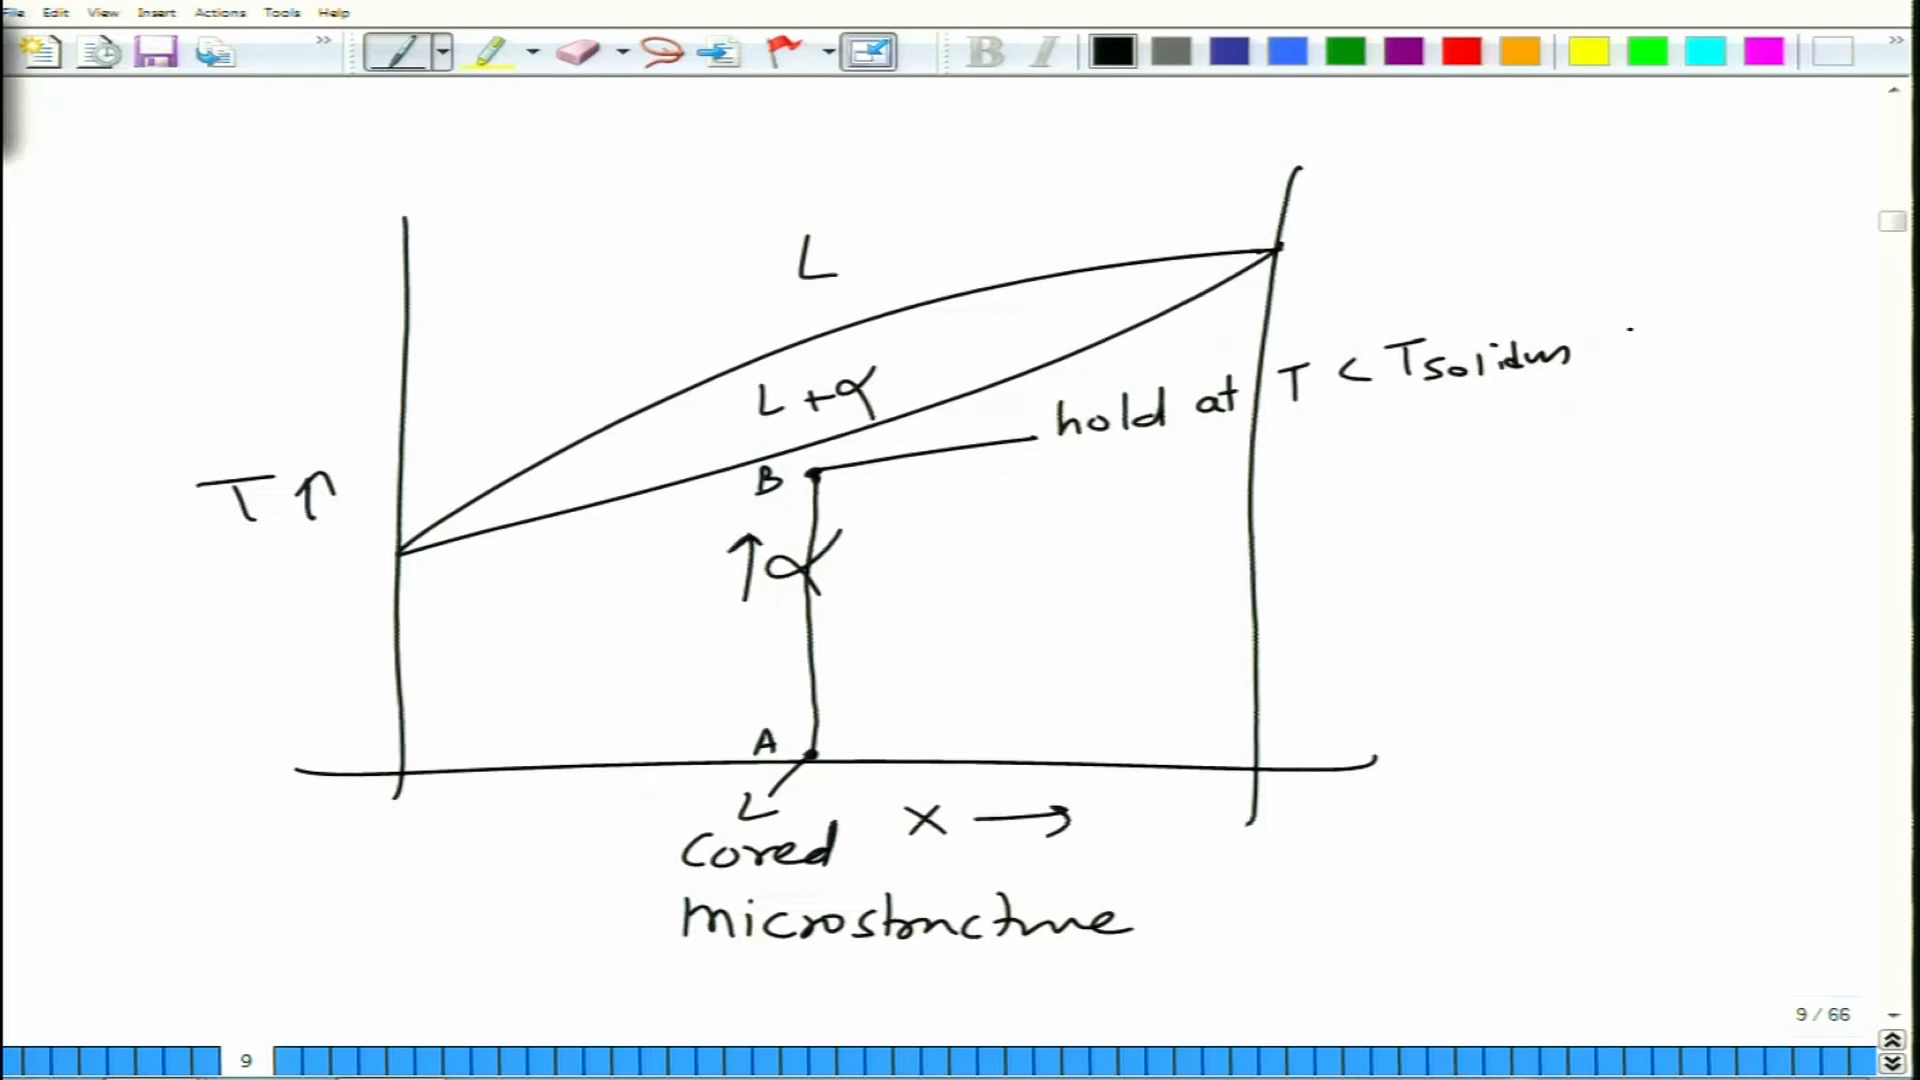 File Edit View Insert Actions Tools Help
B I
L
L + α
hold at T < Tsolidus
T ↑
B
↑ α
A
L
X →
Cored
microstructure
9 / 66
9